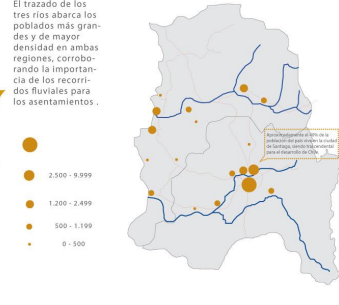 El trazado de los
tres ríos abarca los
poblados más gran-
des y de mayor
densidad en ambas
regiones, corrobo-
rando la importan-
cia de los recorri-
dos fluviales para
los asentamientos .
2.500 - 9.999
1.200 - 2.499
500 - 1.199
0 - 500
Aproximadamente el 40% de la
población del país reside en la ciudad
de Santiago, siendo trascendental
para el desarrollo de Chile.